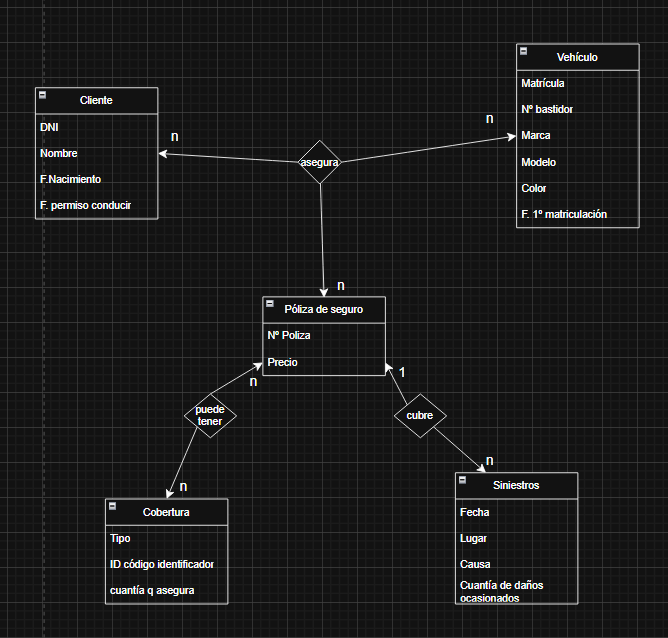 Vehículo
Matrícula
Nº bastidor
Marca
Modelo
Color
F. 1º matriculación
n
Cliente
DNI
Nombre
F.Nacimiento
F. permiso conducir
n
asegura
n
Póliza de seguro
Nº Poliza
Precio
n
1
puede
tener
cubre
n
n
Cobertura
Tipo
ID código identificador
cuantía q asegura
Siniestros
Fecha
Lugar
Causa
Cuantía de daños
ocasionados